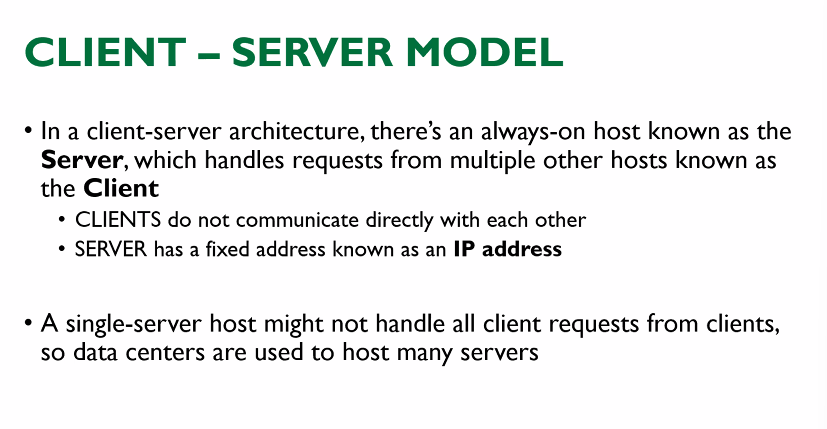 CLIENT – SERVER MODEL
• In a client-server architecture, there’s an always-on host known as the
Server, which handles requests from multiple other hosts known as
the Client
• CLIENTS do not communicate directly with each other
• SERVER has a fixed address known as an IP address
• A single-server host might not handle all client requests from clients,
so data centers are used to host many servers